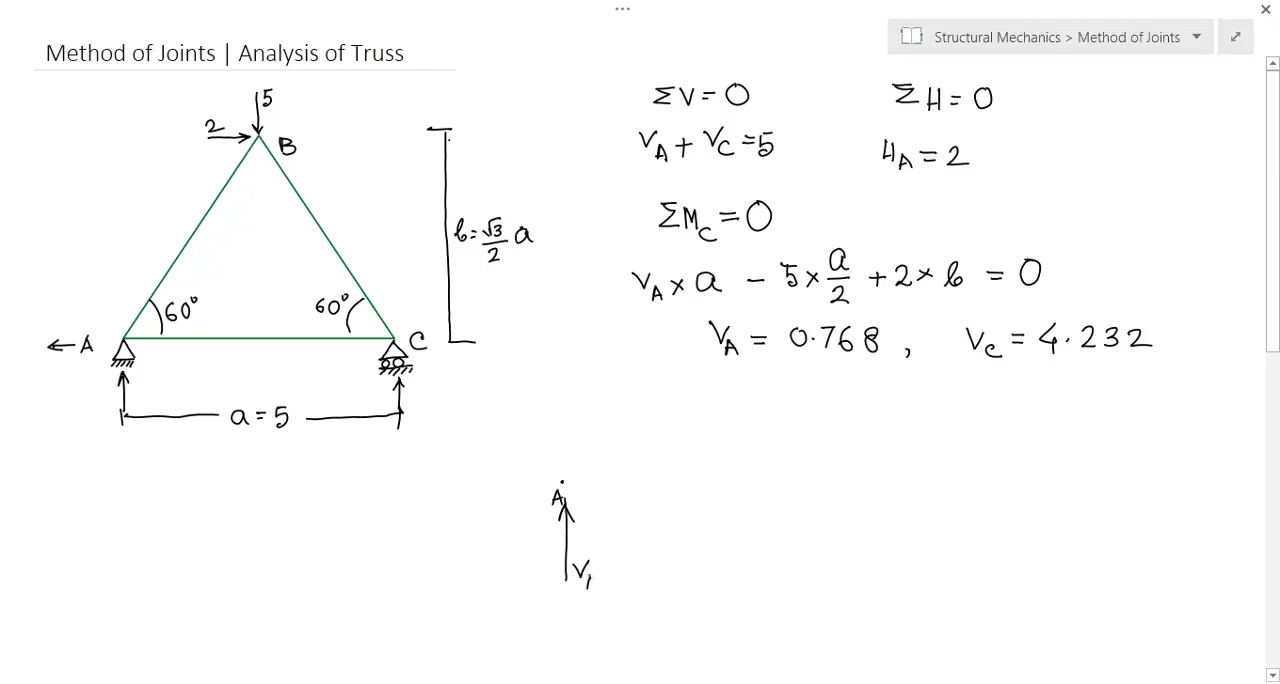 Method of Joints | Analysis of Truss
Structural Mechanics > Method of Joints
5
2
B
b = √3/2 a
60°
60°
A
C
a = 5
ΣV = 0
ΣH = 0
VA + VC = 5
HA = 2
ΣMC = 0
VA × a - 5 × a/2 + 2 × b = 0
VA = 0.768 , VC = 4.232
A
V